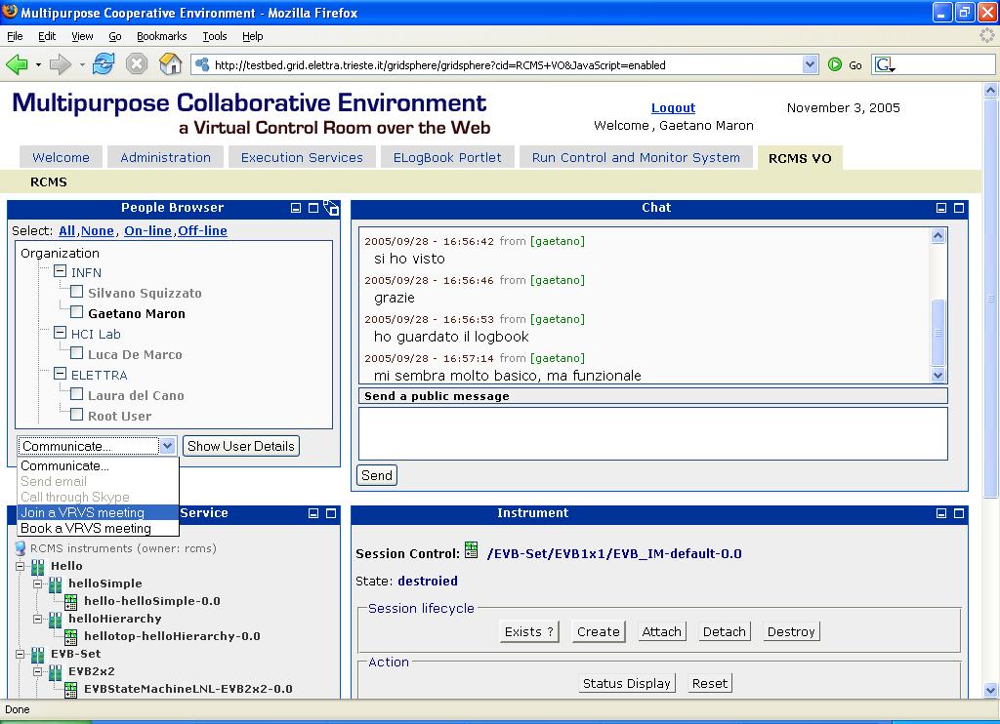 Multipurpose Cooperative Environment - Mozilla Firefox
File Edit View Go Bookmarks Tools Help
http://testbed.grid.elettra.trieste.it/gridsphere/gridsphere?cid=RCMS+VO&JavaScript=enabled Go G
Multipurpose Collaborative Environment
a Virtual Control Room over the Web
Logout
Welcome , Gaetano Maron
November 3, 2005
Welcome Administration Execution Services ELogBook Portlet Run Control and Monitor System RCMS VO
RCMS
People Browser
Select: All,None, On-line,Off-line
Organization
INFN
Silvano Squizzato
Gaetano Maron
HCI Lab
Luca De Marco
ELETTRA
Laura del Cano
Root User
Communicate... Show User Details
Communicate...
Send email
Call through Skype
Join a VRVS meeting
Book a VRVS meeting
Chat
2005/09/28 - 16:56:42 from [gaetano]
si ho visto
2005/09/28 - 16:56:46 from [gaetano]
grazie
2005/09/28 - 16:56:53 from [gaetano]
ho guardato il logbook
2005/09/28 - 16:57:14 from [gaetano]
mi sembra molto basico, ma funzionale
Send a public message
Send
Service
RCMS instruments (owner: rcms)
Hello
helloSimple
hello-helloSimple-0.0
helloHierarchy
hellotop-helloHierarchy-0.0
EVB-Set
EVB2x2
EVBStateMachineLNL-EVB2x2-0.0
Instrument
Session Control: /EVB-Set/EVB1x1/EVB_IM-default-0.0
State: destroied
Session lifecycle
Exists ? Create Attach Detach Destroy
Action
Status Display Reset
Done